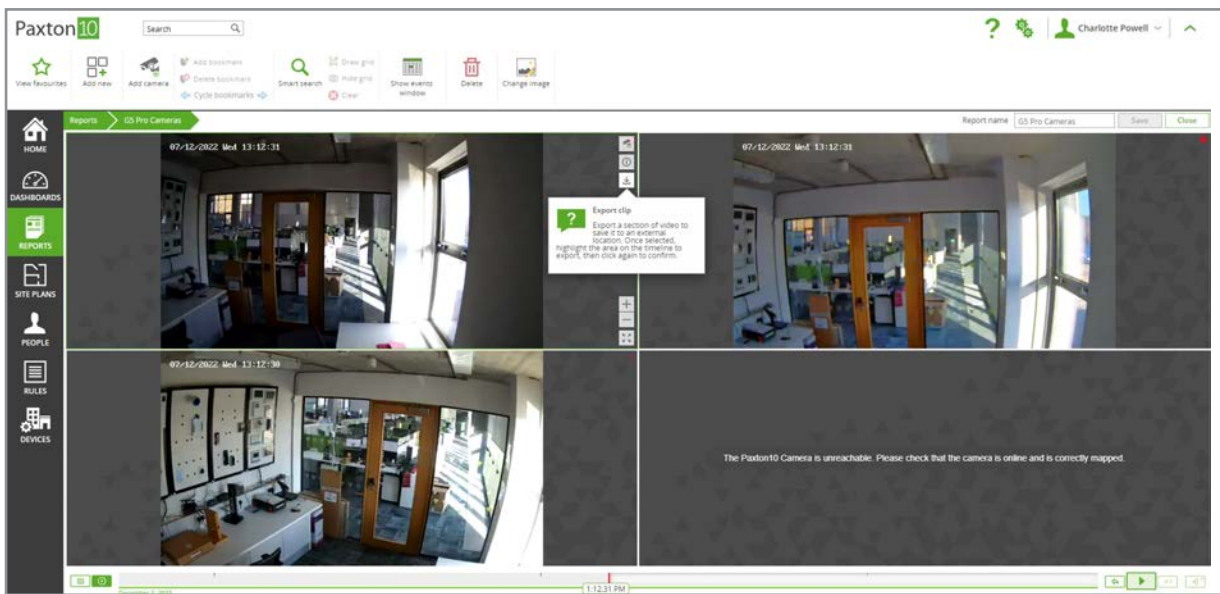 Paxton10
Search
Charlotte Powell
View favourites
Add new
Add camera
Add bookmark
Delete bookmark
Cycle bookmarks
Smart search
Draw grid
Hide grid
Clear
Show events
window
Delete
Change image
HOME
DASHBOARDS
REPORTS
SITE PLANS
PEOPLE
RULES
DEVICES
Reports
G5 Pro Cameras
Report name
G5 Pro Cameras
Save
Close
07/12/2022 Wed 13:12:31
07/12/2022 Wed 13:12:31
Export clip
Export a section of video to
save it to an external
location. Once selected,
highlight the area on the timeline to
export, then click again to confirm.
07/12/2022 Wed 13:12:30
The Paxton10 Camera is unreachable. Please check that the camera is online and is correctly mapped.
1:12:31 PM